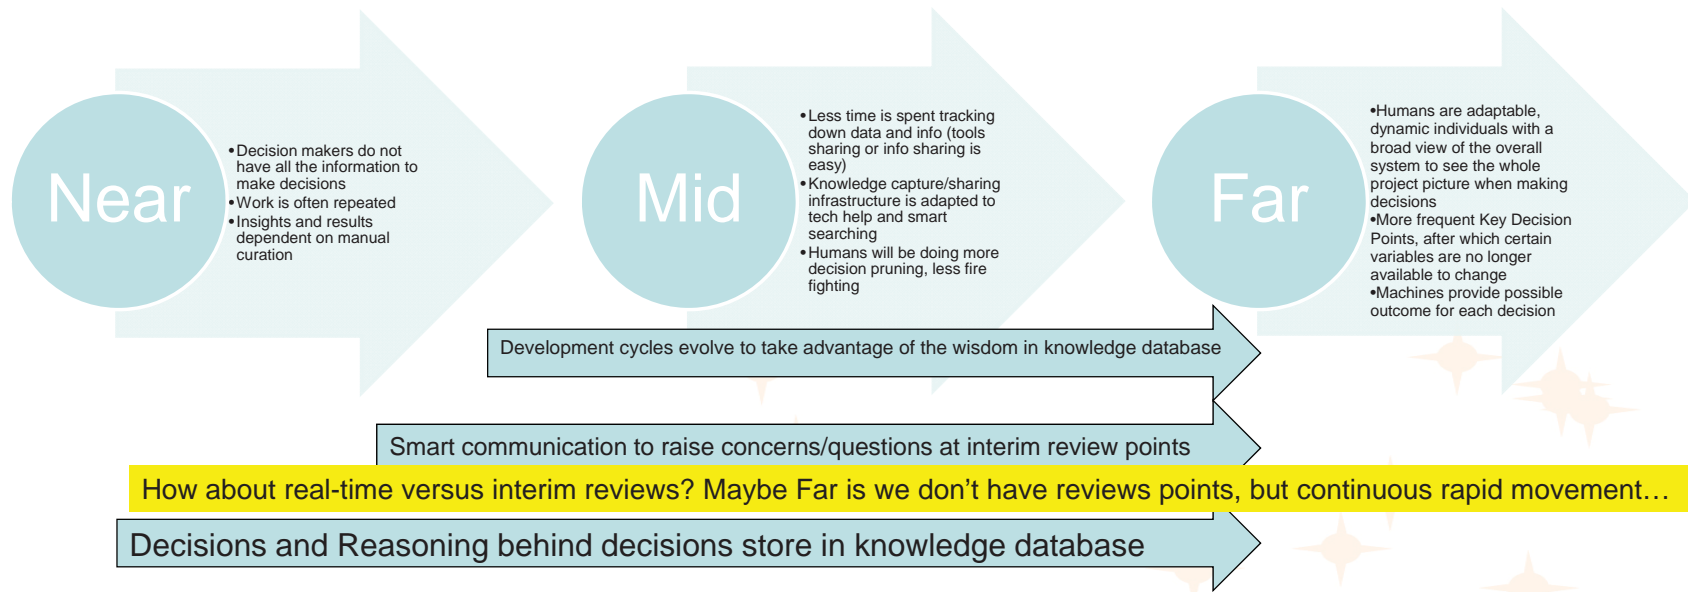 Near
•Decision makers do not
have all the information to
make decisions
•Work is often repeated
•Insights and results
dependent on manual
curation
Mid
•Less time is spent tracking
down data and info (tools
sharing or info sharing is
easy)
•Knowledge capture/sharing
infrastructure is adapted to
tech help and smart
searching
•Humans will be doing more
decision pruning, less fire
fighting
Far
•Humans are adaptable,
dynamic individuals with a
broad view of the overall
system to see the whole
project picture when making
decisions
•More frequent Key Decision
Points, after which certain
variables are no longer
available to change
•Machines provide possible
outcome for each decision
Development cycles evolve to take advantage of the wisdom in knowledge database
Smart communication to raise concerns/questions at interim review points
How about real-time versus interim reviews? Maybe Far is we don’t have reviews points, but continuous rapid movement…
Decisions and Reasoning behind decisions store in knowledge database